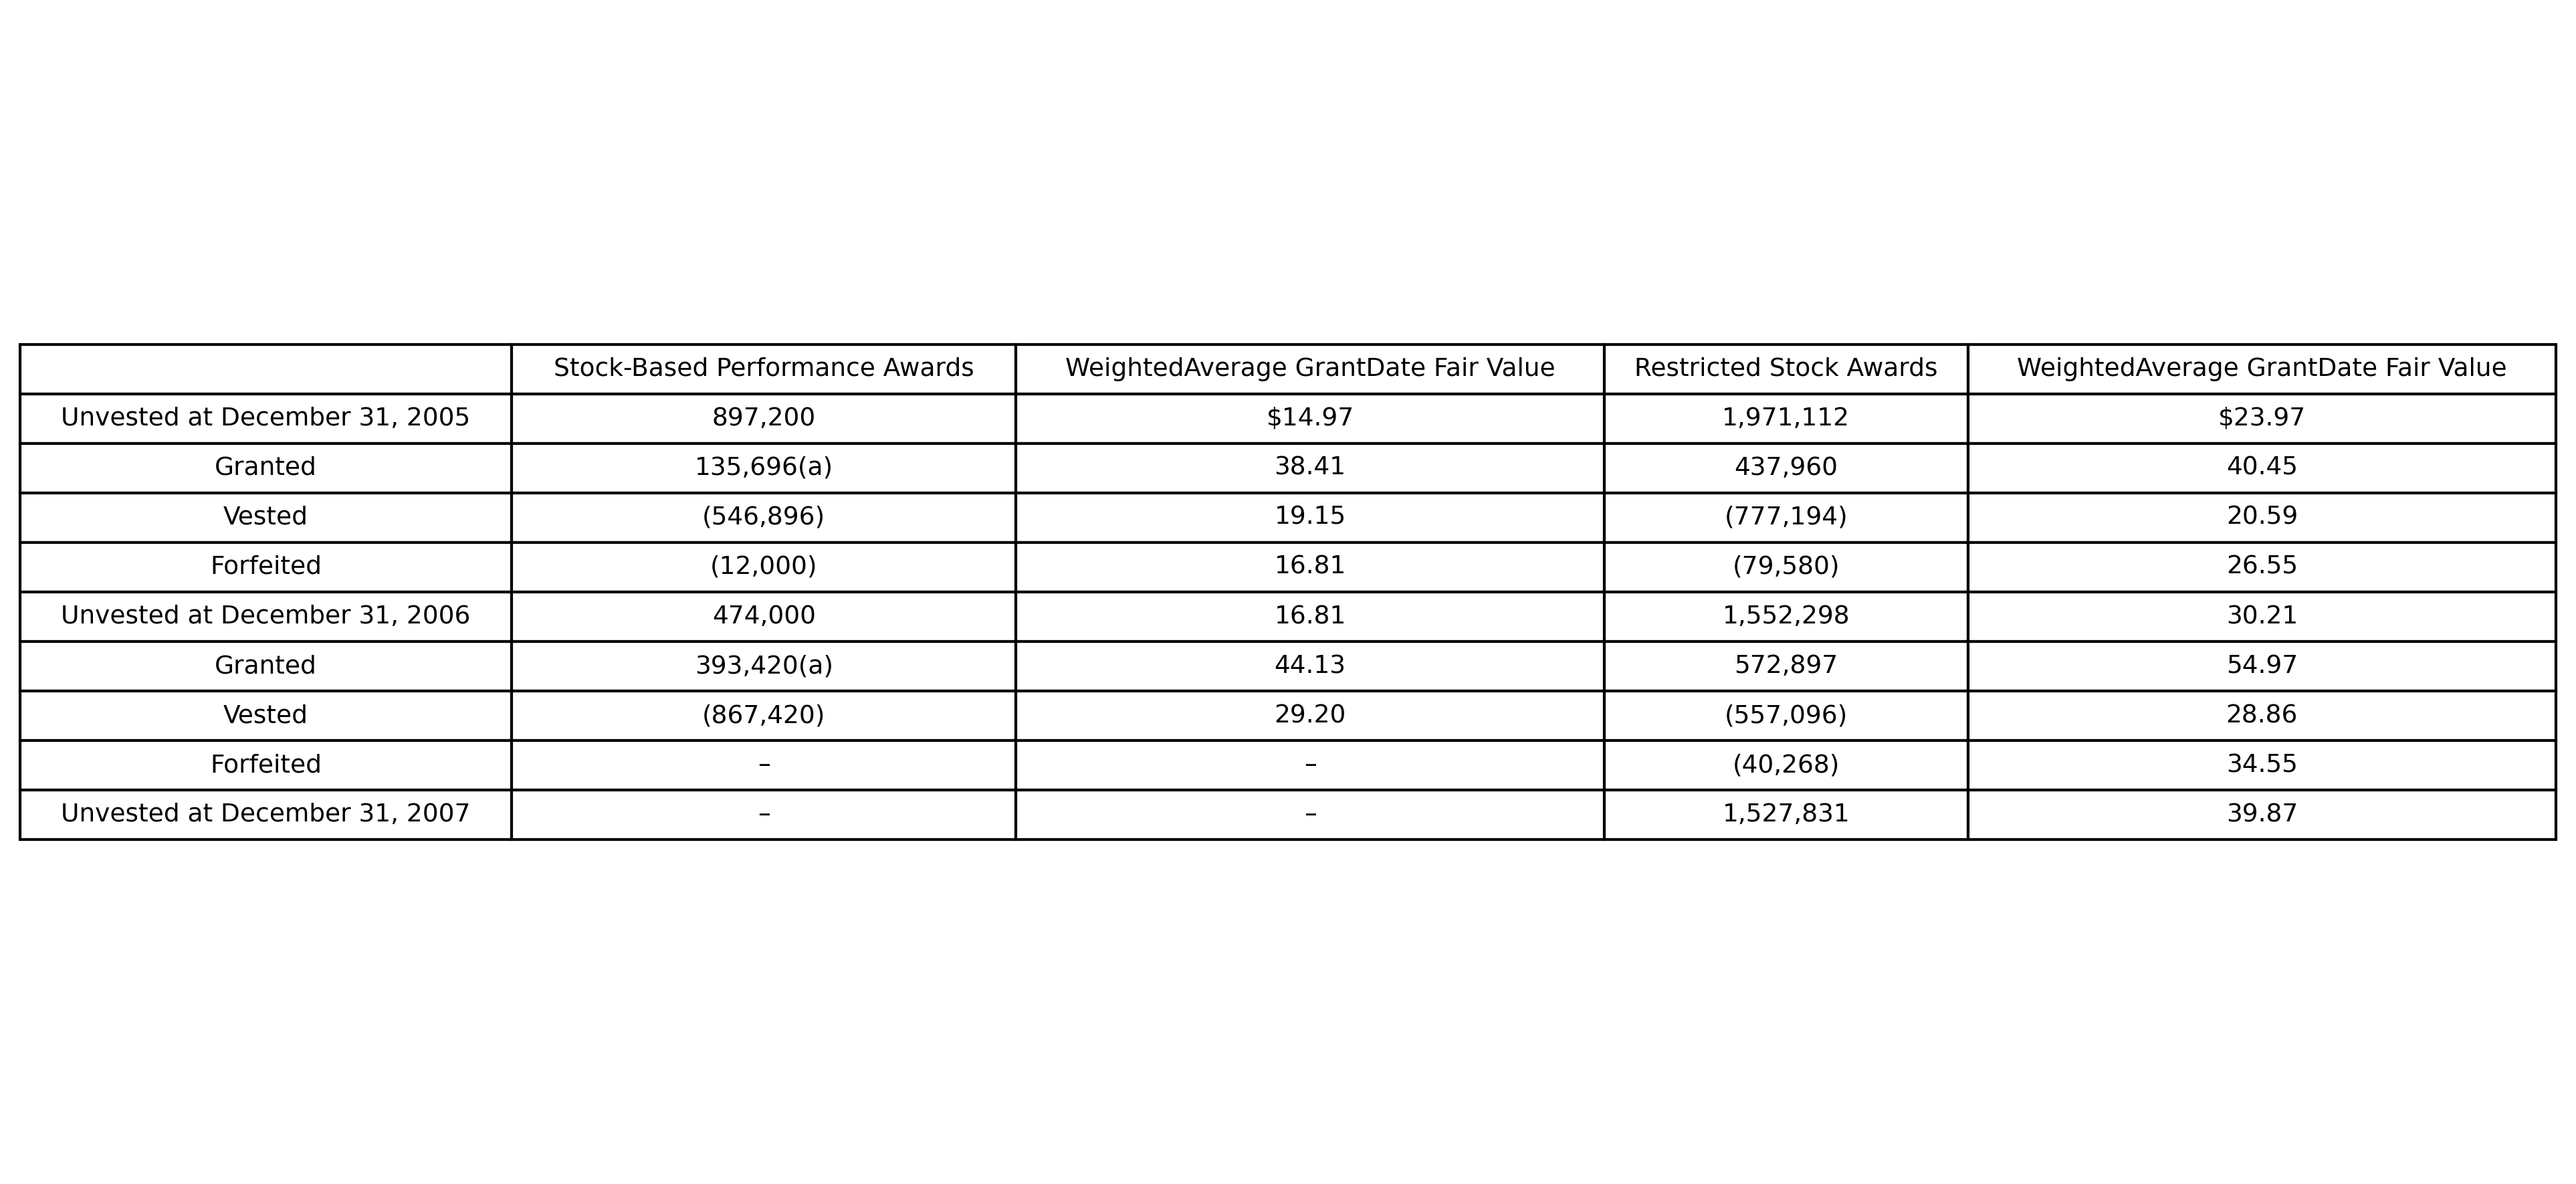 Stock-Based Performance Awards WeightedAverage GrantDate Fair Value Restricted Stock Awards WeightedAverage GrantDate Fair Value
Unvested at December 31, 2005 897,200 $14.97 1,971,112 $23.97
Granted 135,696(a) 38.41 437,960 40.45
Vested (546,896) 19.15 (777,194) 20.59
Forfeited (12,000) 16.81 (79,580) 26.55
Unvested at December 31, 2006 474,000 16.81 1,552,298 30.21
Granted 393,420(a) 44.13 572,897 54.97
Vested (867,420) 29.20 (557,096) 28.86
Forfeited – – (40,268) 34.55
Unvested at December 31, 2007 – – 1,527,831 39.87